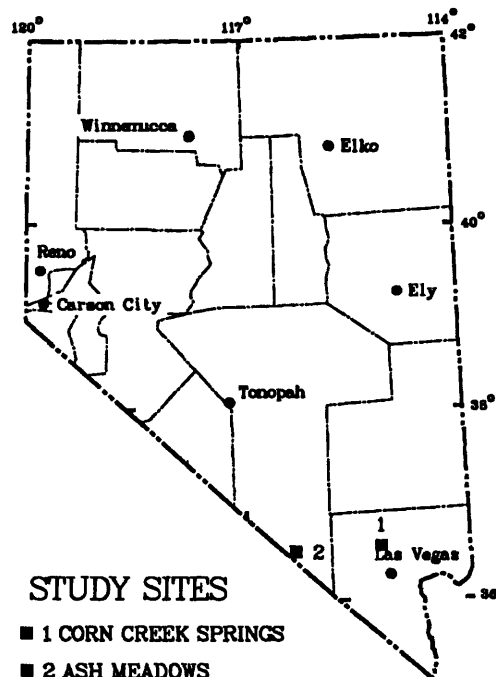 120°
117°
114°
42°
Winnemucca
Elko
40°
Reno
Ely
Carson City
Tonopah
38°
1
Las Vegas
2
36
STUDY SITES
1 CORN CREEK SPRINGS
2 ASH MEADOWS